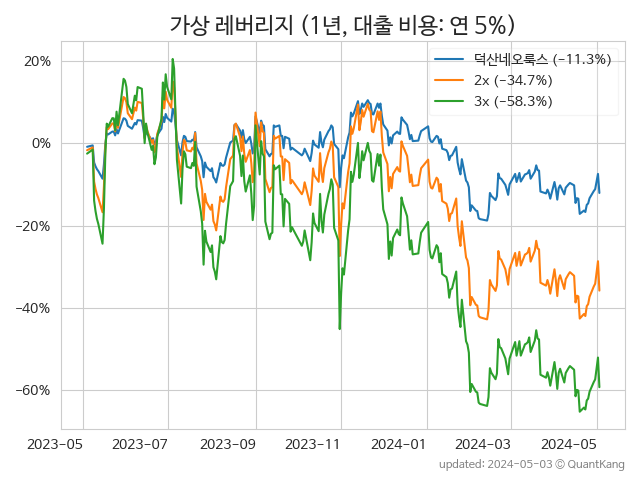 가상 레버리지 (1년, 대출 비용: 연 5%)
덕산네오룩스 (−11.3%)
2x (−34.7%)
3x (−58.3%)
20%
0%
−20%
−40%
−60%
2023-05
2023-07
2023-09
2023-11
2024-01
2024-03
2024-05
updated: 2024-05-03 © QuantKang